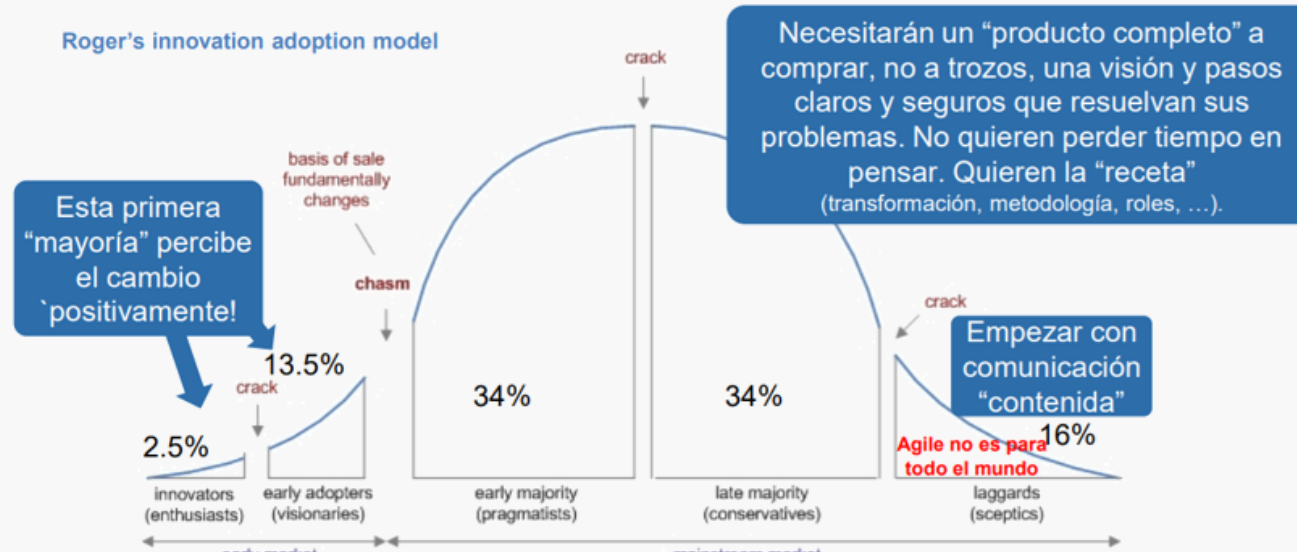 Roger’s innovation adoption model
crack
Necesitarán un “producto completo” a
comprar, no a trozos, una visión y pasos
claros y seguros que resuelvan sus
problemas. No quieren perder tiempo en
pensar. Quieren la “receta”
(transformación, metodología, roles, …).
basis of sale
fundamentally
changes
Esta primera
“mayoría” percibe
el cambio
`positivamente!
chasm
crack
Empezar con
comunicación
“contenida”
13.5%
crack
34%
34%
2.5%
16%
Agile no es para
todo el mundo
innovators
(enthusiasts)
early adopters
(visionaries)
early majority
(pragmatists)
late majority
(conservatives)
laggards
(sceptics)
early market
mainstream market